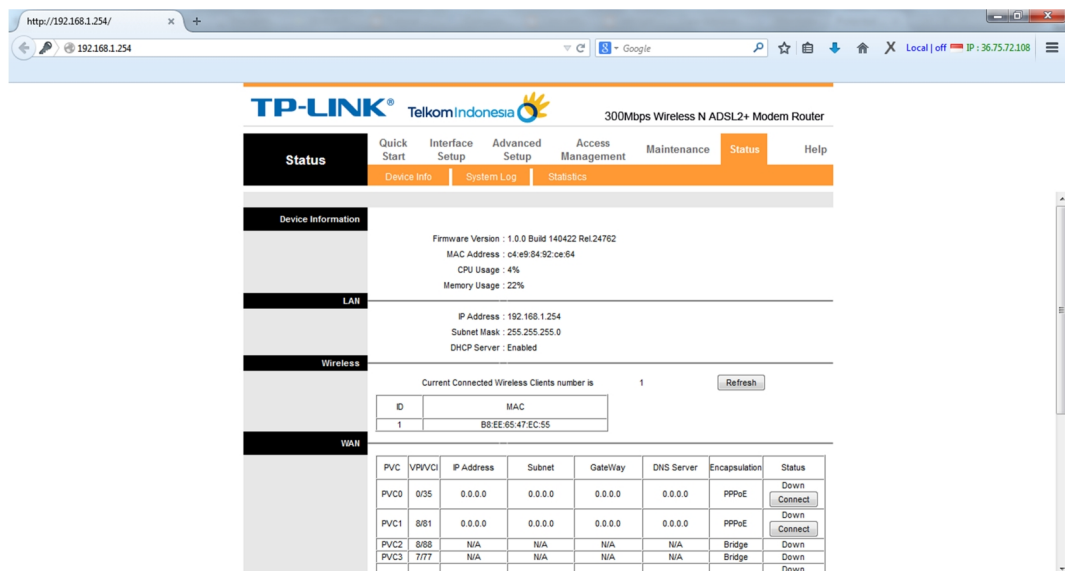 http://192.168.1.254/
192.168.1.254
8 Google
Local | off IP : 36.75.72.108
TP-LINK® Telkom Indonesia
300Mbps Wireless N ADSL2+ Modem Router
Status
Quick Start Interface Setup Advanced Setup Access Management Maintenance Status Help
Device Info System Log Statistics
Device Information
Firmware Version : 1.0.0 Build 140422 Rel.24762
MAC Address : c4:e9:84:92:ce:64
CPU Usage : 4%
Memory Usage : 22%
LAN
IP Address : 192.168.1.254
Subnet Mask : 255.255.255.0
DHCP Server : Enabled
Wireless
Current Connected Wireless Clients number is 1 Refresh
ID MAC
1 B8:EE:65:47:EC:55
WAN
PVC VPI/VCI IP Address Subnet GateWay DNS Server Encapsulation Status
PVC0 0/35 0.0.0.0 0.0.0.0 0.0.0.0 0.0.0.0 PPPoE Down Connect
PVC1 8/81 0.0.0.0 0.0.0.0 0.0.0.0 0.0.0.0 PPPoE Down Connect
PVC2 8/88 N/A N/A N/A N/A Bridge Down
PVC3 7/77 N/A N/A N/A N/A Bridge Down
Down